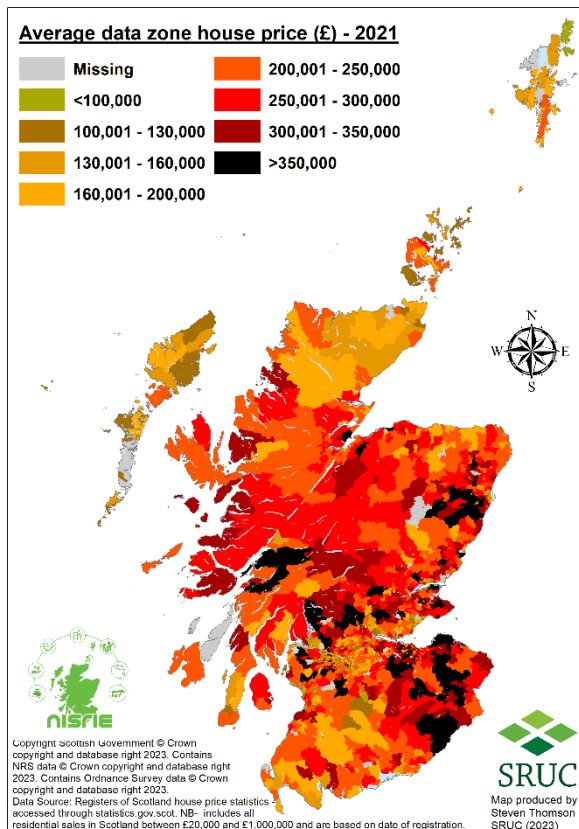 Average data zone house price (£) - 2021
Missing
<100,000
100,001 - 130,000
130,001 - 160,000
160,001 - 200,000
200,001 - 250,000
250,001 - 300,000
300,001 - 350,000
>350,000
N
W E
S
NISRIE
Copyright Scottish Government © Crown
copyright and database right 2023. Contains
NRS data © Crown copyright and database right
2023. Contains Ordnance Survey data © Crown
copyright and database right 2023.
Data Source: Registers of Scotland house price statistics -
accessed through statistics.gov.scot. NB- includes all
residential sales in Scotland between £20,000 and £1,000,000 and are based on date of registration.
SRUC
Map produced by
Steven Thomson
SRUC (2023)